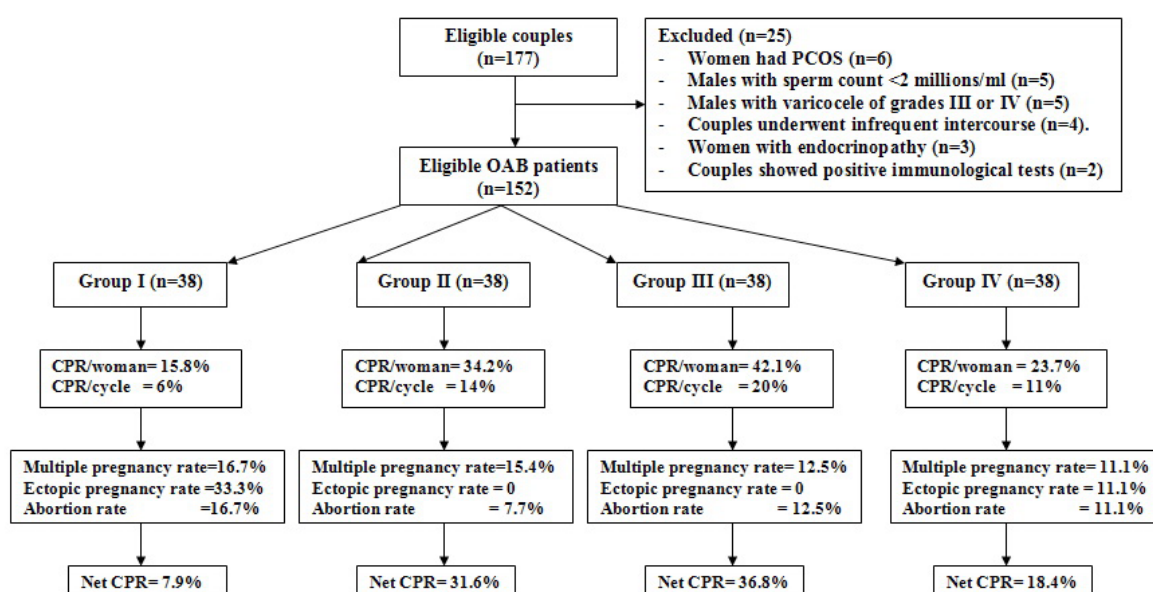 Eligible couples
(n=177)
Excluded (n=25)
- Women had PCOS (n=6)
- Males with sperm count <2 millions/ml (n=5)
- Males with varicocele of grades III or IV (n=5)
- Couples underwent infrequent intercourse (n=4).
- Women with endocrinopathy (n=3)
- Couples showed positive immunological tests (n=2)
Eligible OAB patients
(n=152)
Group I (n=38)
Group II (n=38)
Group III (n=38)
Group IV (n=38)
CPR/woman= 15.8%
CPR/cycle = 6%
CPR/woman= 34.2%
CPR/cycle = 14%
CPR/woman= 42.1%
CPR/cycle = 20%
CPR/woman = 23.7%
CPR/cycle = 11%
Multiple pregnancy rate=16.7%
Ectopic pregnancy rate =33.3%
Abortion rate =16.7%
Multiple pregnancy rate=15.4%
Ectopic pregnancy rate = 0
Abortion rate = 7.7%
Multiple pregnancy rate= 12.5%
Ectopic pregnancy rate = 0
Abortion rate = 12.5%
Multiple pregnancy rate= 11.1%
Ectopic pregnancy rate = 11.1%
Abortion rate = 11.1%
Net CPR= 7.9%
Net CPR= 31.6%
Net CPR= 36.8%
Net CPR= 18.4%